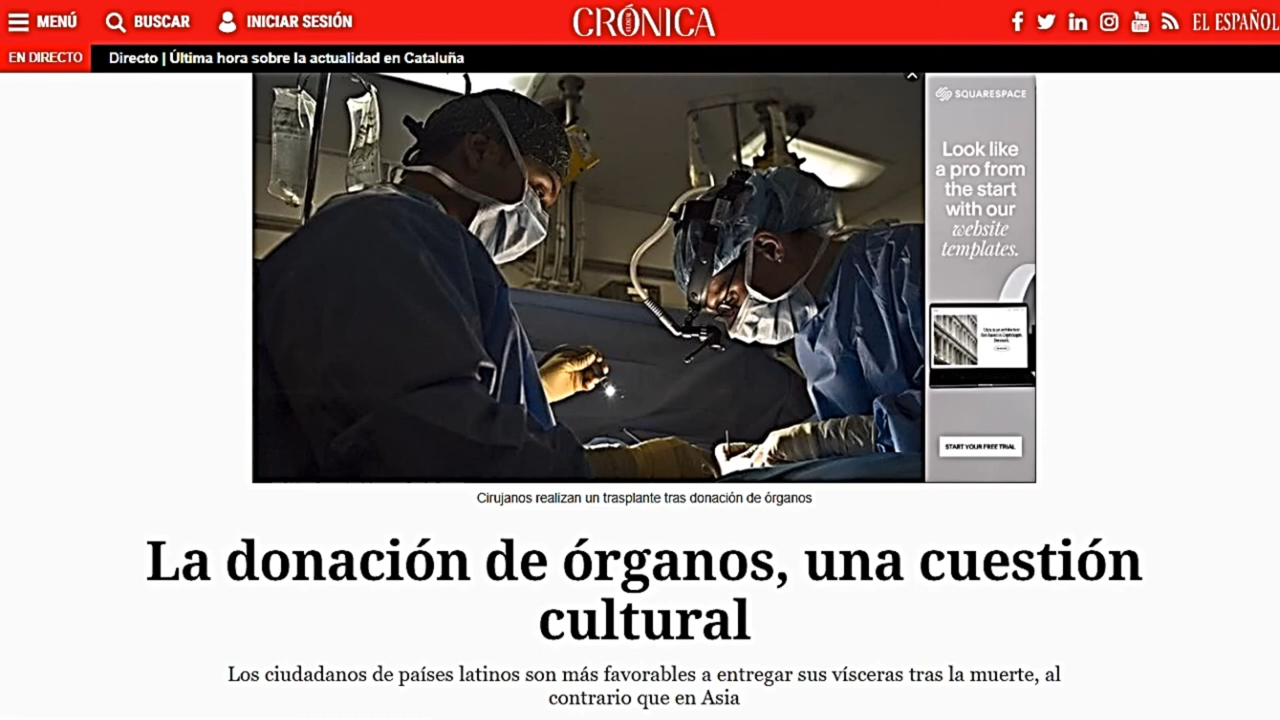 MENÚ
BUSCAR
INICIAR SESIÓN
CRÓNICA
EL ESPAÑOL
EN DIRECTO
Directo | Última hora sobre la actualidad en Cataluña
SQUARESPACE
Look like
a pro from
the start
with our
website
templates.
START YOUR FREE TRIAL
Cirujanos realizan un trasplante tras donación de órganos
La donación de órganos, una cuestión
cultural
Los ciudadanos de países latinos son más favorables a entregar sus vísceras tras la muerte, al
contrario que en Asia